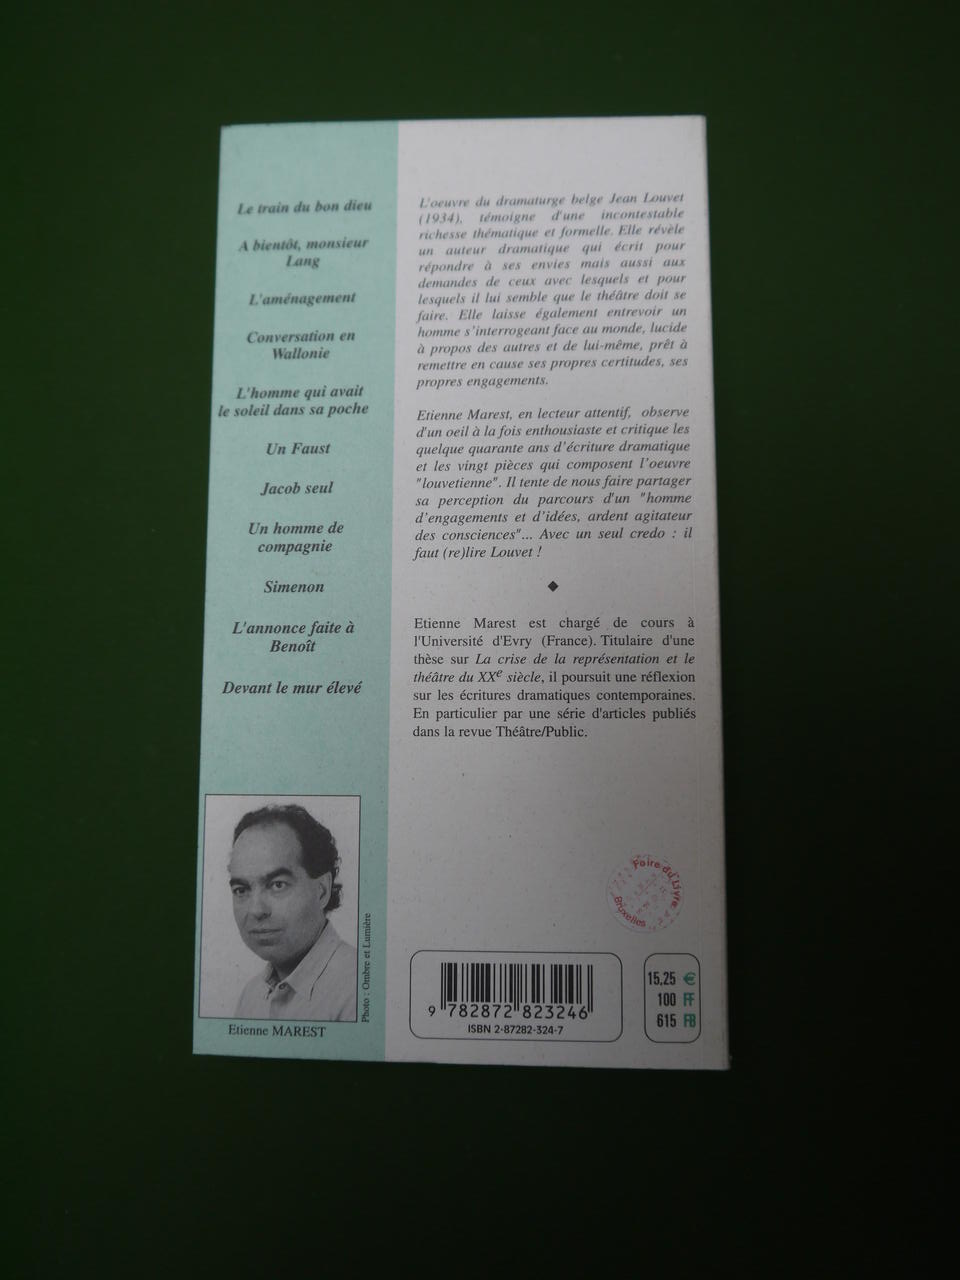 Le train du bon dieu
A bientôt, monsieur
Lang
L'aménagement
Conversation en
Wallonie
L'homme qui avait
le soleil dans sa poche
Un Faust
Jacob seul
Un homme de
compagnie
Simenon
L'annonce faite à
Benoît
Devant le mur élevé
Photo : Ombre et Lumière
Etienne MAREST
L'oeuvre du dramaturge belge Jean Louvet
(1934), témoigne d'une incontestable
richesse thématique et formelle. Elle révèle
un auteur dramatique qui écrit pour
répondre à ses envies mais aussi aux
demandes de ceux avec lesquels et pour
lesquels il lui semble que le théâtre doit se
faire. Elle laisse également entrevoir un
homme s'interrogeant face au monde, lucide
à propos des autres et de lui-même, prêt à
remettre en cause ses propres certitudes, ses
propres engagements.
Etienne Marest, en lecteur attentif, observe
d'un oeil à la fois enthousiaste et critique les
quelque quarante ans d'écriture dramatique
et les vingt pièces qui composent l'oeuvre
"louvetienne". Il tente de nous faire partager
sa perception du parcours d'un "homme
d'engagements et d'idées, ardent agitateur
des consciences"... Avec un seul credo : il
faut (re)lire Louvet !
Etienne Marest est chargé de cours à
l'Université d'Evry (France). Titulaire d'une
thèse sur La crise de la représentation et le
théâtre du XXe siècle, il poursuit une réflexion
sur les écritures dramatiques contemporaines.
En particulier par une série d'articles publiés
dans la revue Théâtre/Public.
Foire du Livre
Bruxelles
9 782872 823246
ISBN 2-87282-324-7
15,25 €
100 FF
615 FB